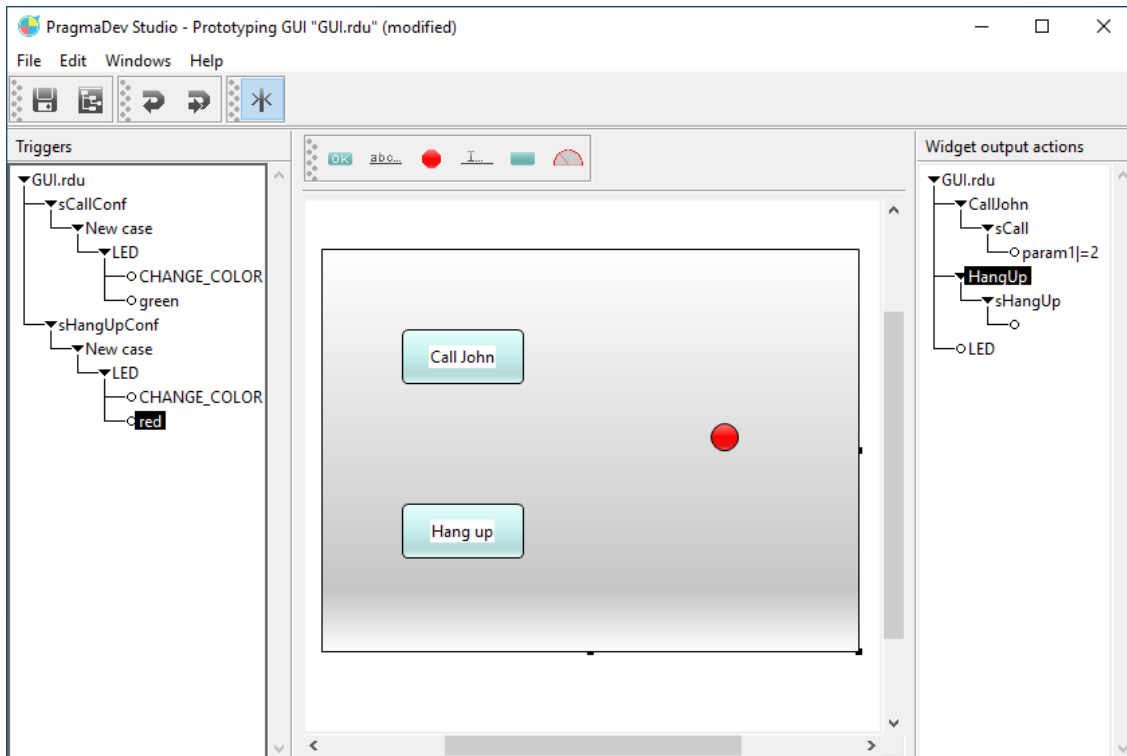 PragmaDev Studio - Prototyping GUI "GUI.rdu" (modified)
File Edit Windows Help
Triggers
GUI.rdu
sCallConf
New case
LED
CHANGE_COLOR
green
sHangUpConf
New case
LED
CHANGE_COLOR
red
OK abc... I...
Call John
Hang up
Widget output actions
GUI.rdu
CallJohn
sCall
param1|=2
HangUp
sHangUp
LED